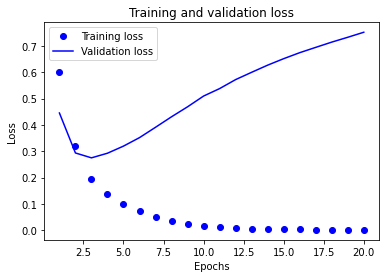 Training and validation loss
Training loss
Validation loss
0.7
0.6
0.5
0.4
0.3
0.2
0.1
0.0
Loss
2.5 5.0 7.5 10.0 12.5 15.0 17.5 20.0
Epochs